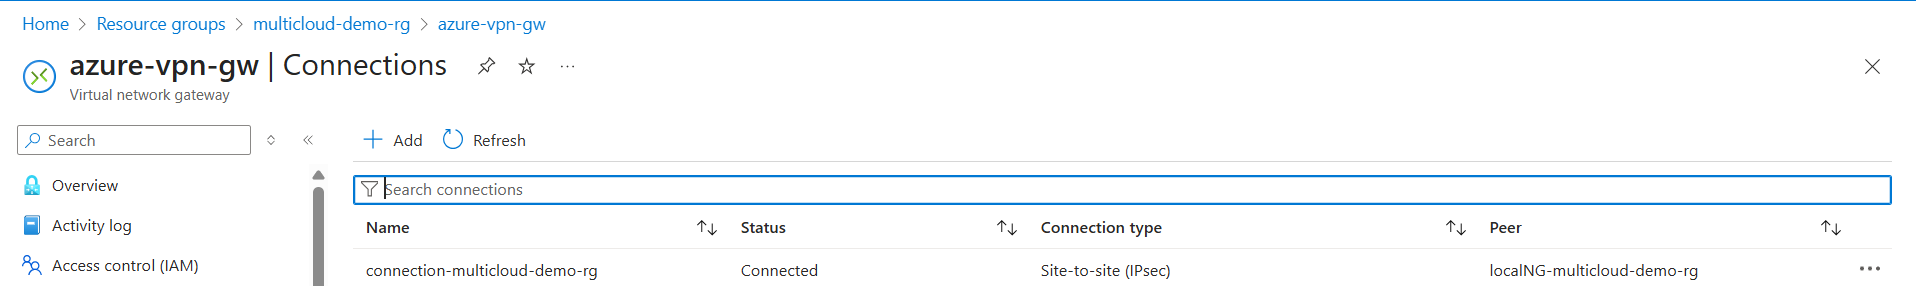 Home > Resource groups > multicloud-demo-rg > azure-vpn-gw
azure-vpn-gw | Connections ...
Virtual network gateway
Search
Add Refresh
Search connections
Overview
Activity log
Access control (IAM)
Name Status Connection type Peer
connection-multicloud-demo-rg Connected Site-to-site (IPsec) localNG-multicloud-demo-rg ...